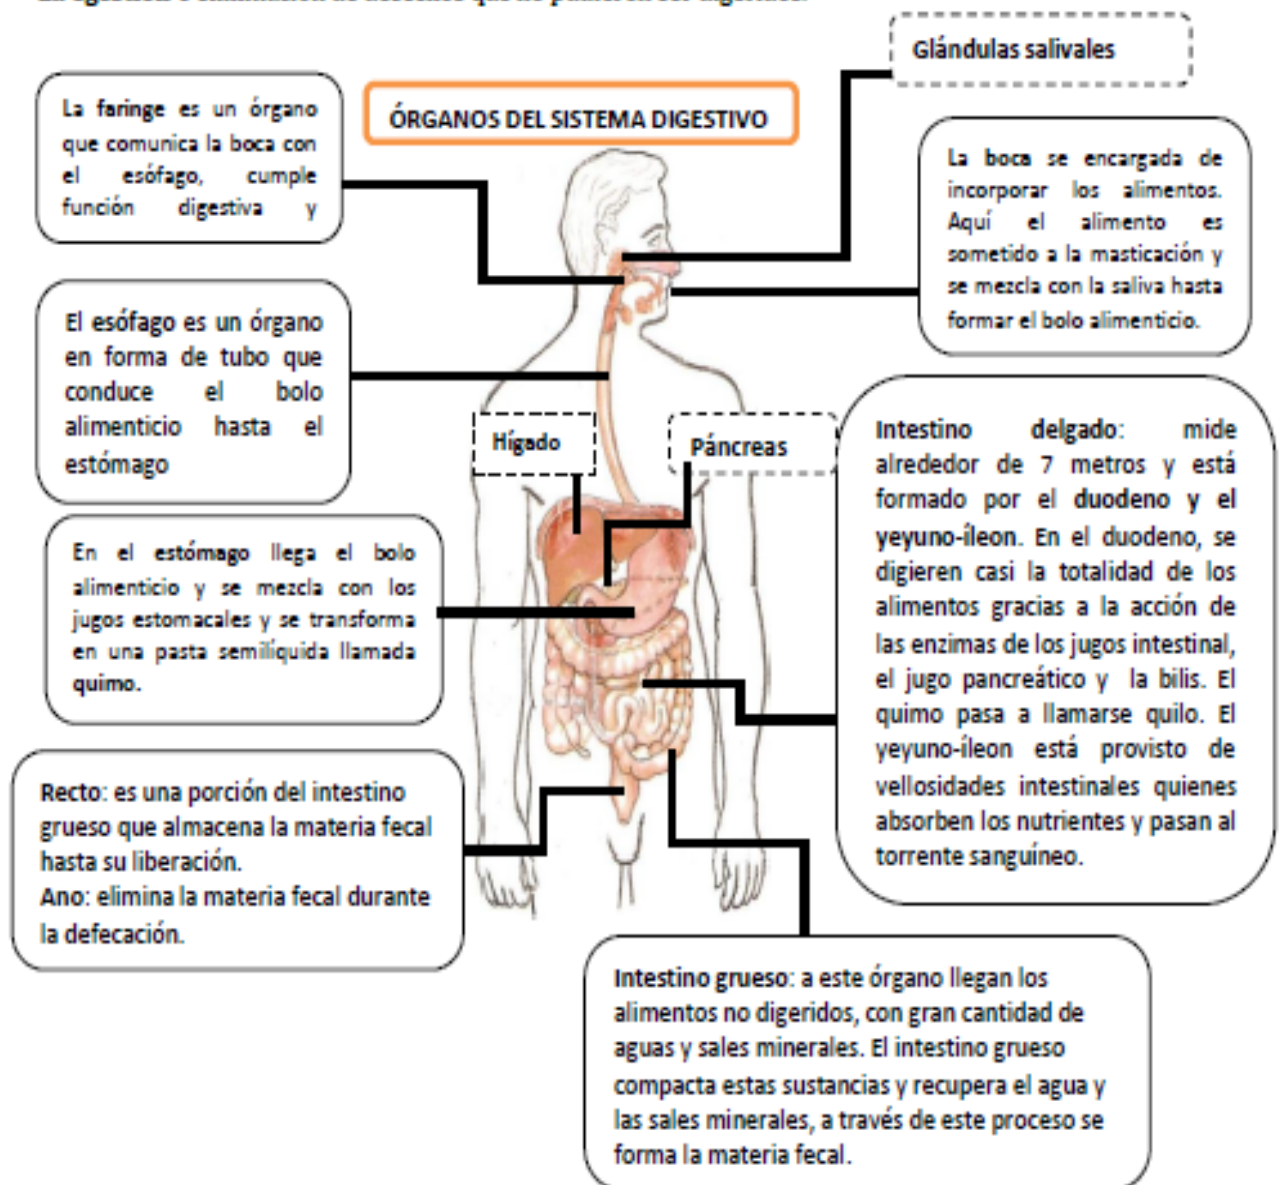 La egestión o eliminación de desechos que no pudieron ser digeridos.
Glándulas salivales
ÓRGANOS DEL SISTEMA DIGESTIVO
La faringe es un órgano
que comunica la boca con
el esófago, cumple
función digestiva y
La boca se encargada de
incorporar los alimentos.
Aquí el alimento es
sometido a la masticación y
se mezcla con la saliva hasta
formar el bolo alimenticio.
El esófago es un órgano
en forma de tubo que
conduce el bolo
alimenticio hasta el
estómago
Hígado
Páncreas
Intestino delgado: mide
alrededor de 7 metros y está
formado por el duodeno y el
yeyuno-íleon. En el duodeno, se
digieren casi la totalidad de los
alimentos gracias a la acción de
las enzimas de los jugos intestinal,
el jugo pancreático y la bilis. El
quimo pasa a llamarse quilo. El
yeyuno-íleon está provisto de
vellosidades intestinales quienes
absorben los nutrientes y pasan al
torrente sanguíneo.
En el estómago llega el bolo
alimenticio y se mezcla con los
jugos estomacales y se transforma
en una pasta semilíquida llamada
quimo.
Recto: es una porción del intestino
grueso que almacena la materia fecal
hasta su liberación.
Ano: elimina la materia fecal durante
la defecación.
Intestino grueso: a este órgano llegan los
alimentos no digeridos, con gran cantidad de
aguas y sales minerales. El intestino grueso
compacta estas sustancias y recupera el agua y
las sales minerales, a través de este proceso se
forma la materia fecal.